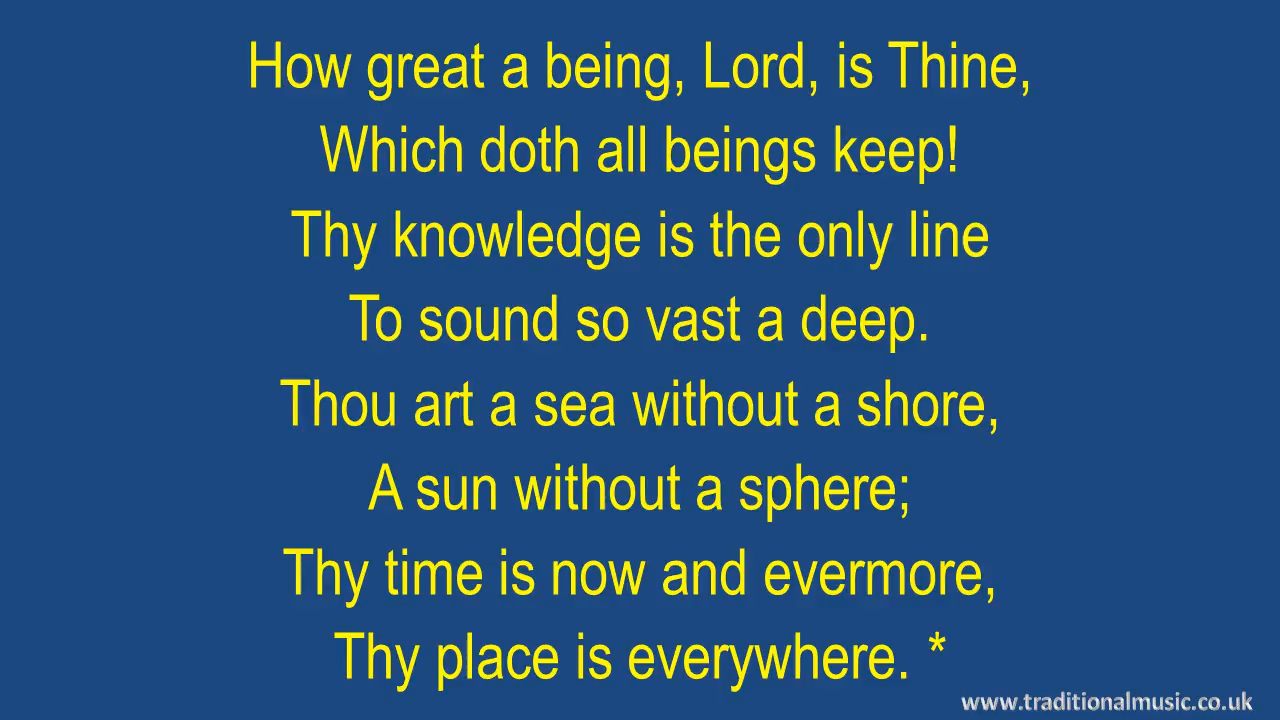 How great a being, Lord, is Thine,
Which doth all beings keep!
Thy knowledge is the only line
To sound so vast a deep.
Thou art a sea without a shore,
A sun without a sphere;
Thy time is now and evermore,
Thy place is everywhere. *
www.traditionalmusic.co.uk